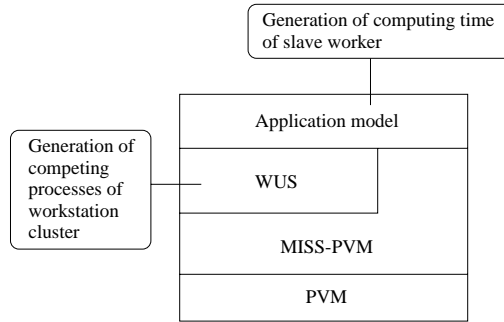 Generation of computing time
of slave worker
Application model
Generation of
competing
processes of
workstation
cluster
WUS
MISS-PVM
PVM